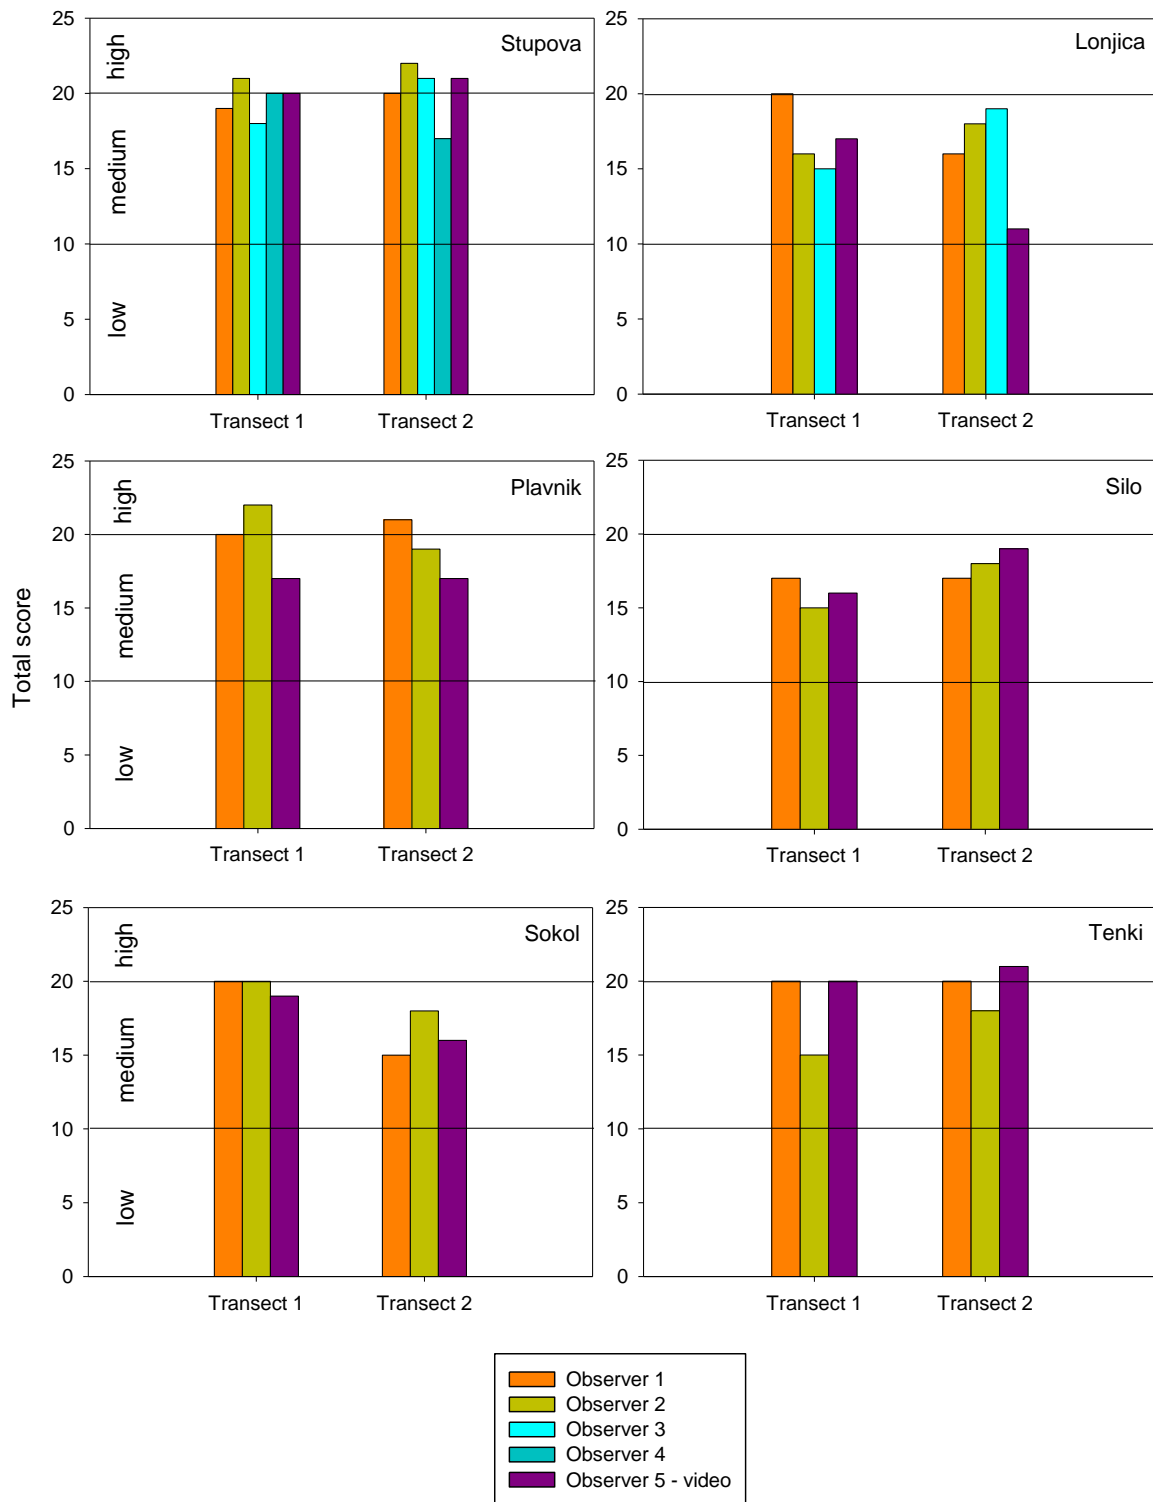 Total score
Stupova
high
medium
low
25
20
15
10
5
0
Transect 1
Transect 2
Lonjica
25
20
15
10
5
0
Transect 1
Transect 2
Plavnik
high
medium
low
25
20
15
10
5
0
Transect 1
Transect 2
Silo
25
20
15
10
5
0
Transect 1
Transect 2
Sokol
high
medium
low
25
20
15
10
5
0
Transect 1
Transect 2
Tenki
25
20
15
10
5
0
Transect 1
Transect 2
Observer 1
Observer 2
Observer 3
Observer 4
Observer 5 - video